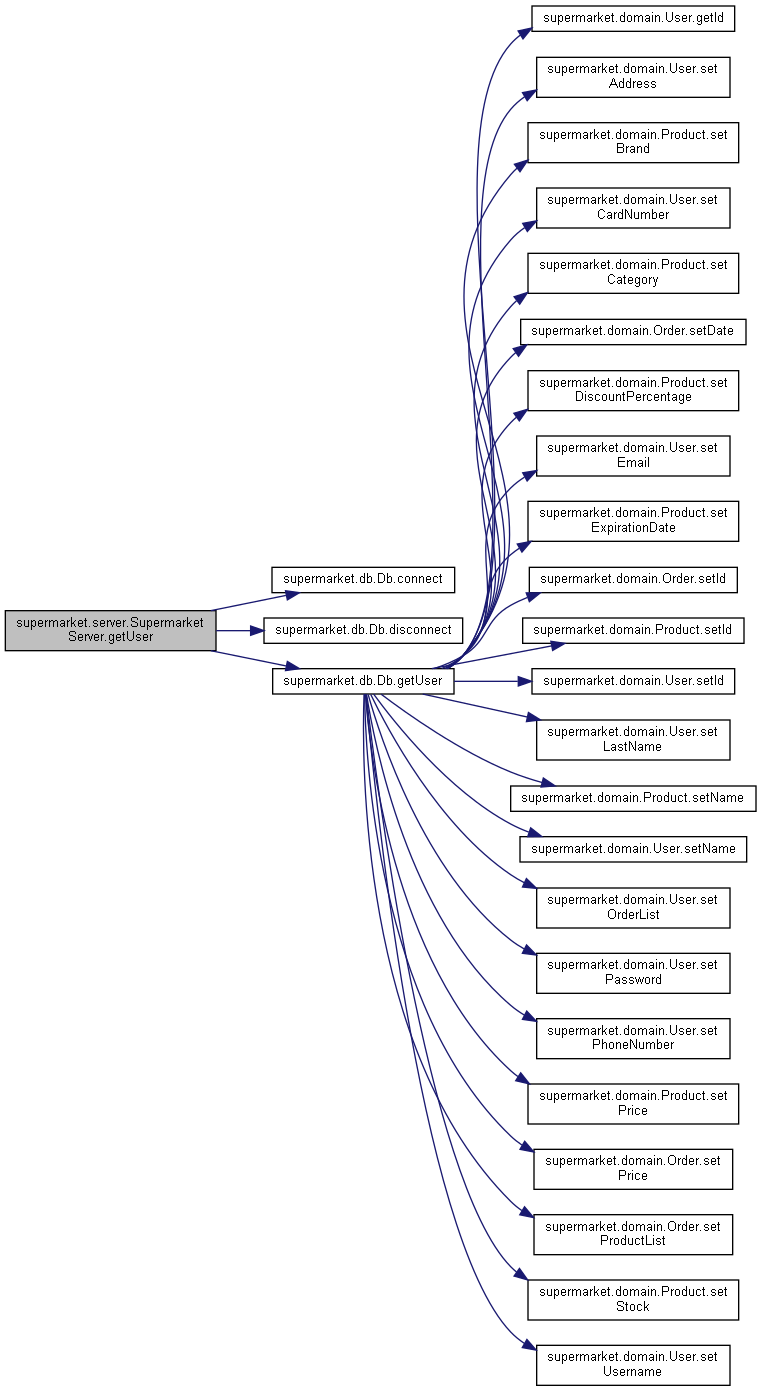 supermarket.server.Supermarket
Server.getUser
supermarket.db.Db.connect
supermarket.db.Db.disconnect
supermarket.db.Db.getUser
supermarket.domain.User.getId
supermarket.domain.User.set
Address
supermarket.domain.Product.set
Brand
supermarket.domain.User.set
CardNumber
supermarket.domain.Product.set
Category
supermarket.domain.Order.setDate
supermarket.domain.Product.set
DiscountPercentage
supermarket.domain.User.set
Email
supermarket.domain.Product.set
ExpirationDate
supermarket.domain.Order.setId
supermarket.domain.Product.setId
supermarket.domain.User.setId
supermarket.domain.User.set
LastName
supermarket.domain.Product.setName
supermarket.domain.User.setName
supermarket.domain.User.set
OrderList
supermarket.domain.User.set
Password
supermarket.domain.User.set
PhoneNumber
supermarket.domain.Product.set
Price
supermarket.domain.Order.set
Price
supermarket.domain.Order.set
ProductList
supermarket.domain.Product.set
Stock
supermarket.domain.User.set
Username